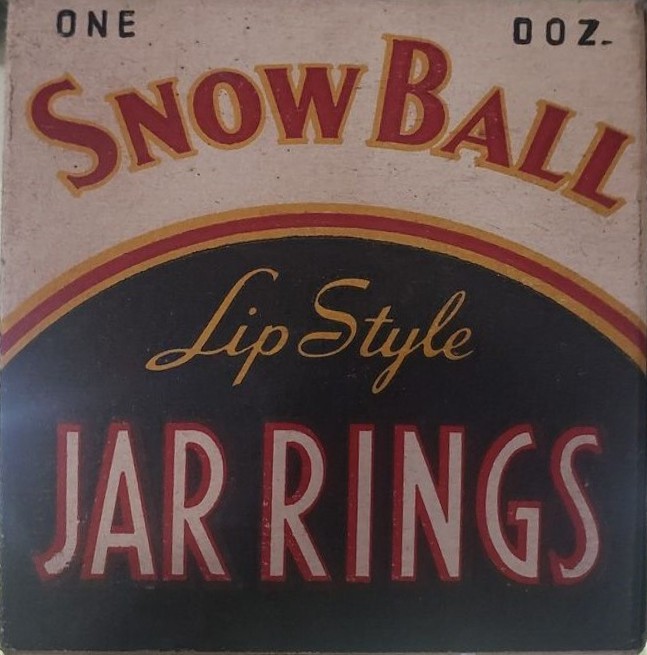 ONE DOZ.
SNOW BALL
Lip Style
JAR RINGS